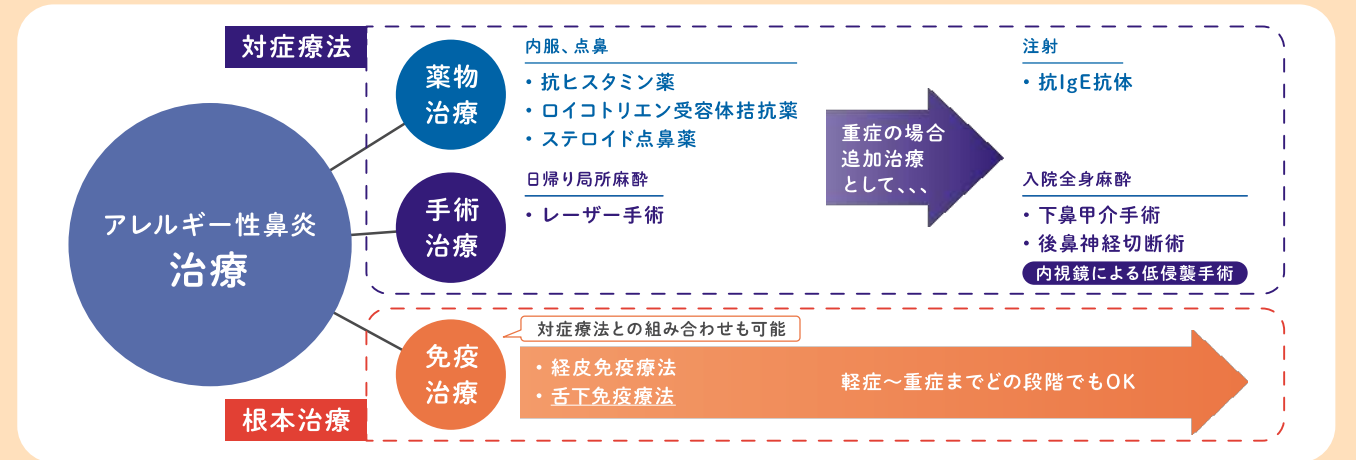 対症療法
アレルギー性鼻炎
治療
薬物
治療
内服、点鼻
・抗ヒスタミン薬
・ロイコトリエン受容体拮抗薬
・ステロイド点鼻薬
手術
治療
日帰り局所麻酔
・レーザー手術
重症の場合
追加治療
として、、、
注射
・抗IgE抗体
入院全身麻酔
・下鼻甲介手術
・後鼻神経切断術
内視鏡による低侵襲手術
根本治療
免疫
治療
対症療法との組み合わせも可能
・経皮免疫療法
・舌下免疫療法
軽症〜重症までどの段階でもOK